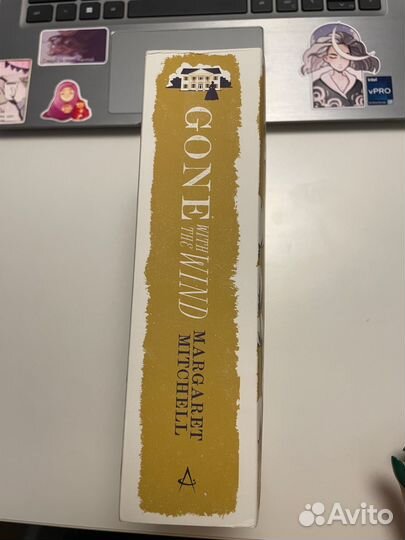 GONE
WITH
THE WIND
MARGARET
MITCHELL
intel
vPRO
Avito